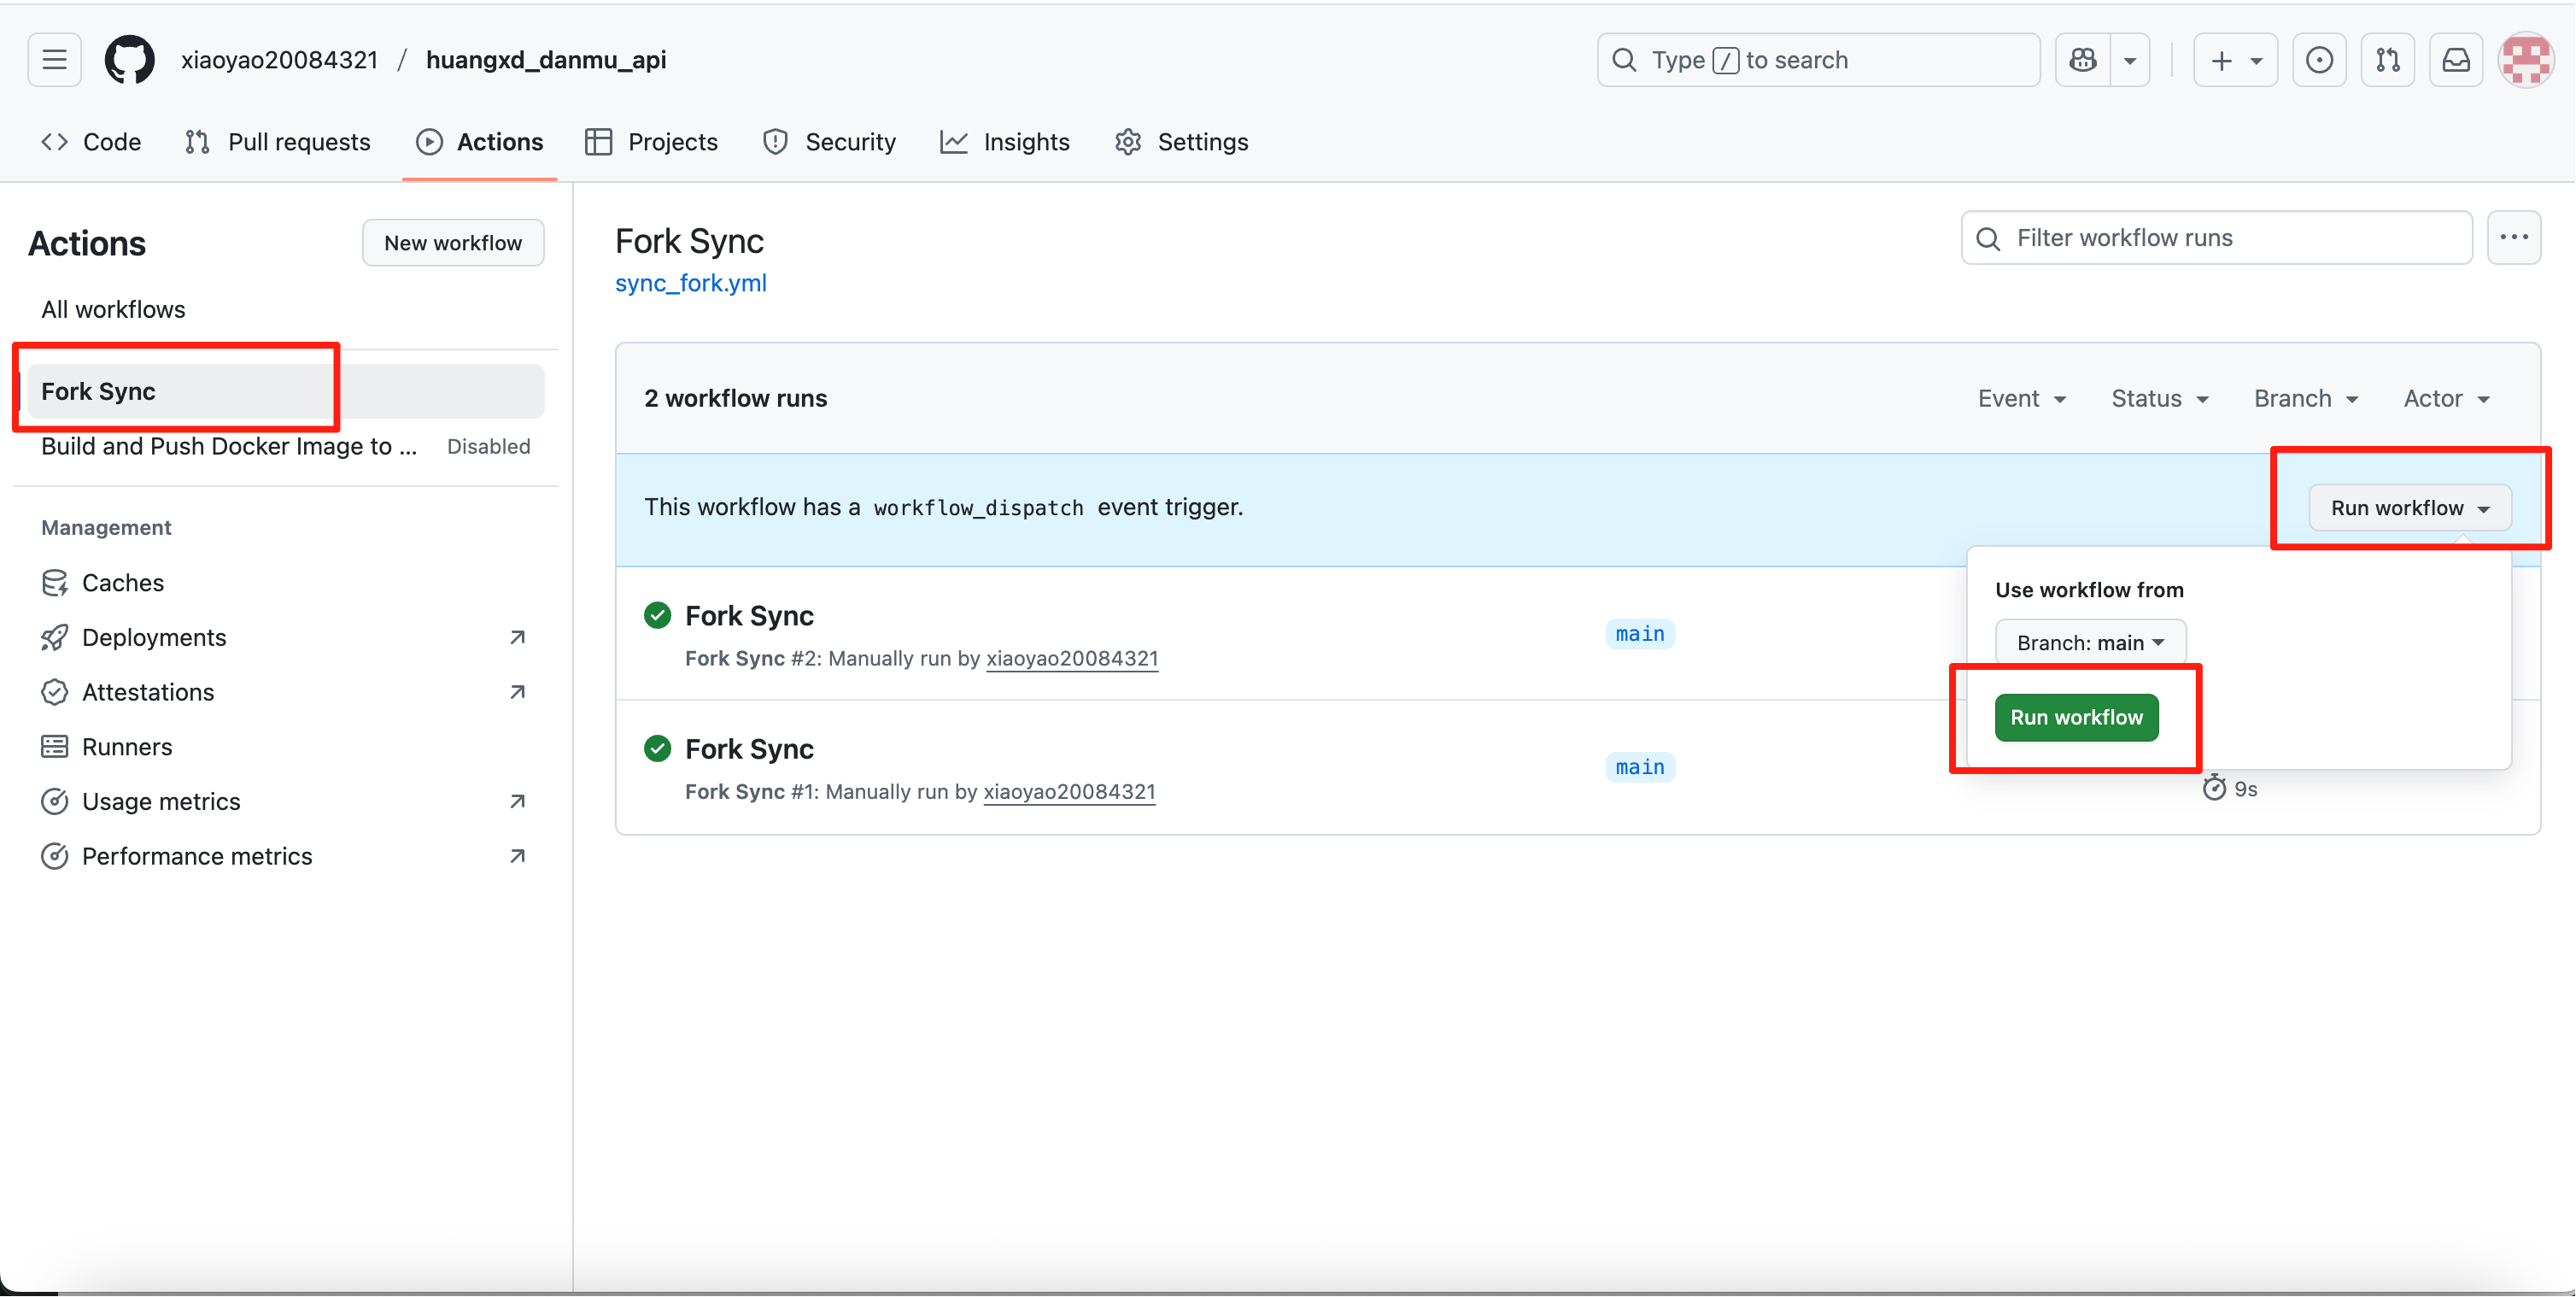 xiaoyao20084321 / huangxd_danmu_api
Type / to search
Code Pull requests Actions Projects Security Insights Settings
Actions
New workflow
All workflows
Fork Sync
Build and Push Docker Image to ... Disabled
Management
Caches
Deployments
Attestations
Runners
Usage metrics
Performance metrics
Fork Sync
sync_fork.yml
Filter workflow runs
2 workflow runs
Event Status Branch Actor
This workflow has a workflow_dispatch event trigger.
Run workflow
Use workflow from
Branch: main
Run workflow
Fork Sync
Fork Sync #2: Manually run by xiaoyao20084321
main
Fork Sync
Fork Sync #1: Manually run by xiaoyao20084321
main
9s